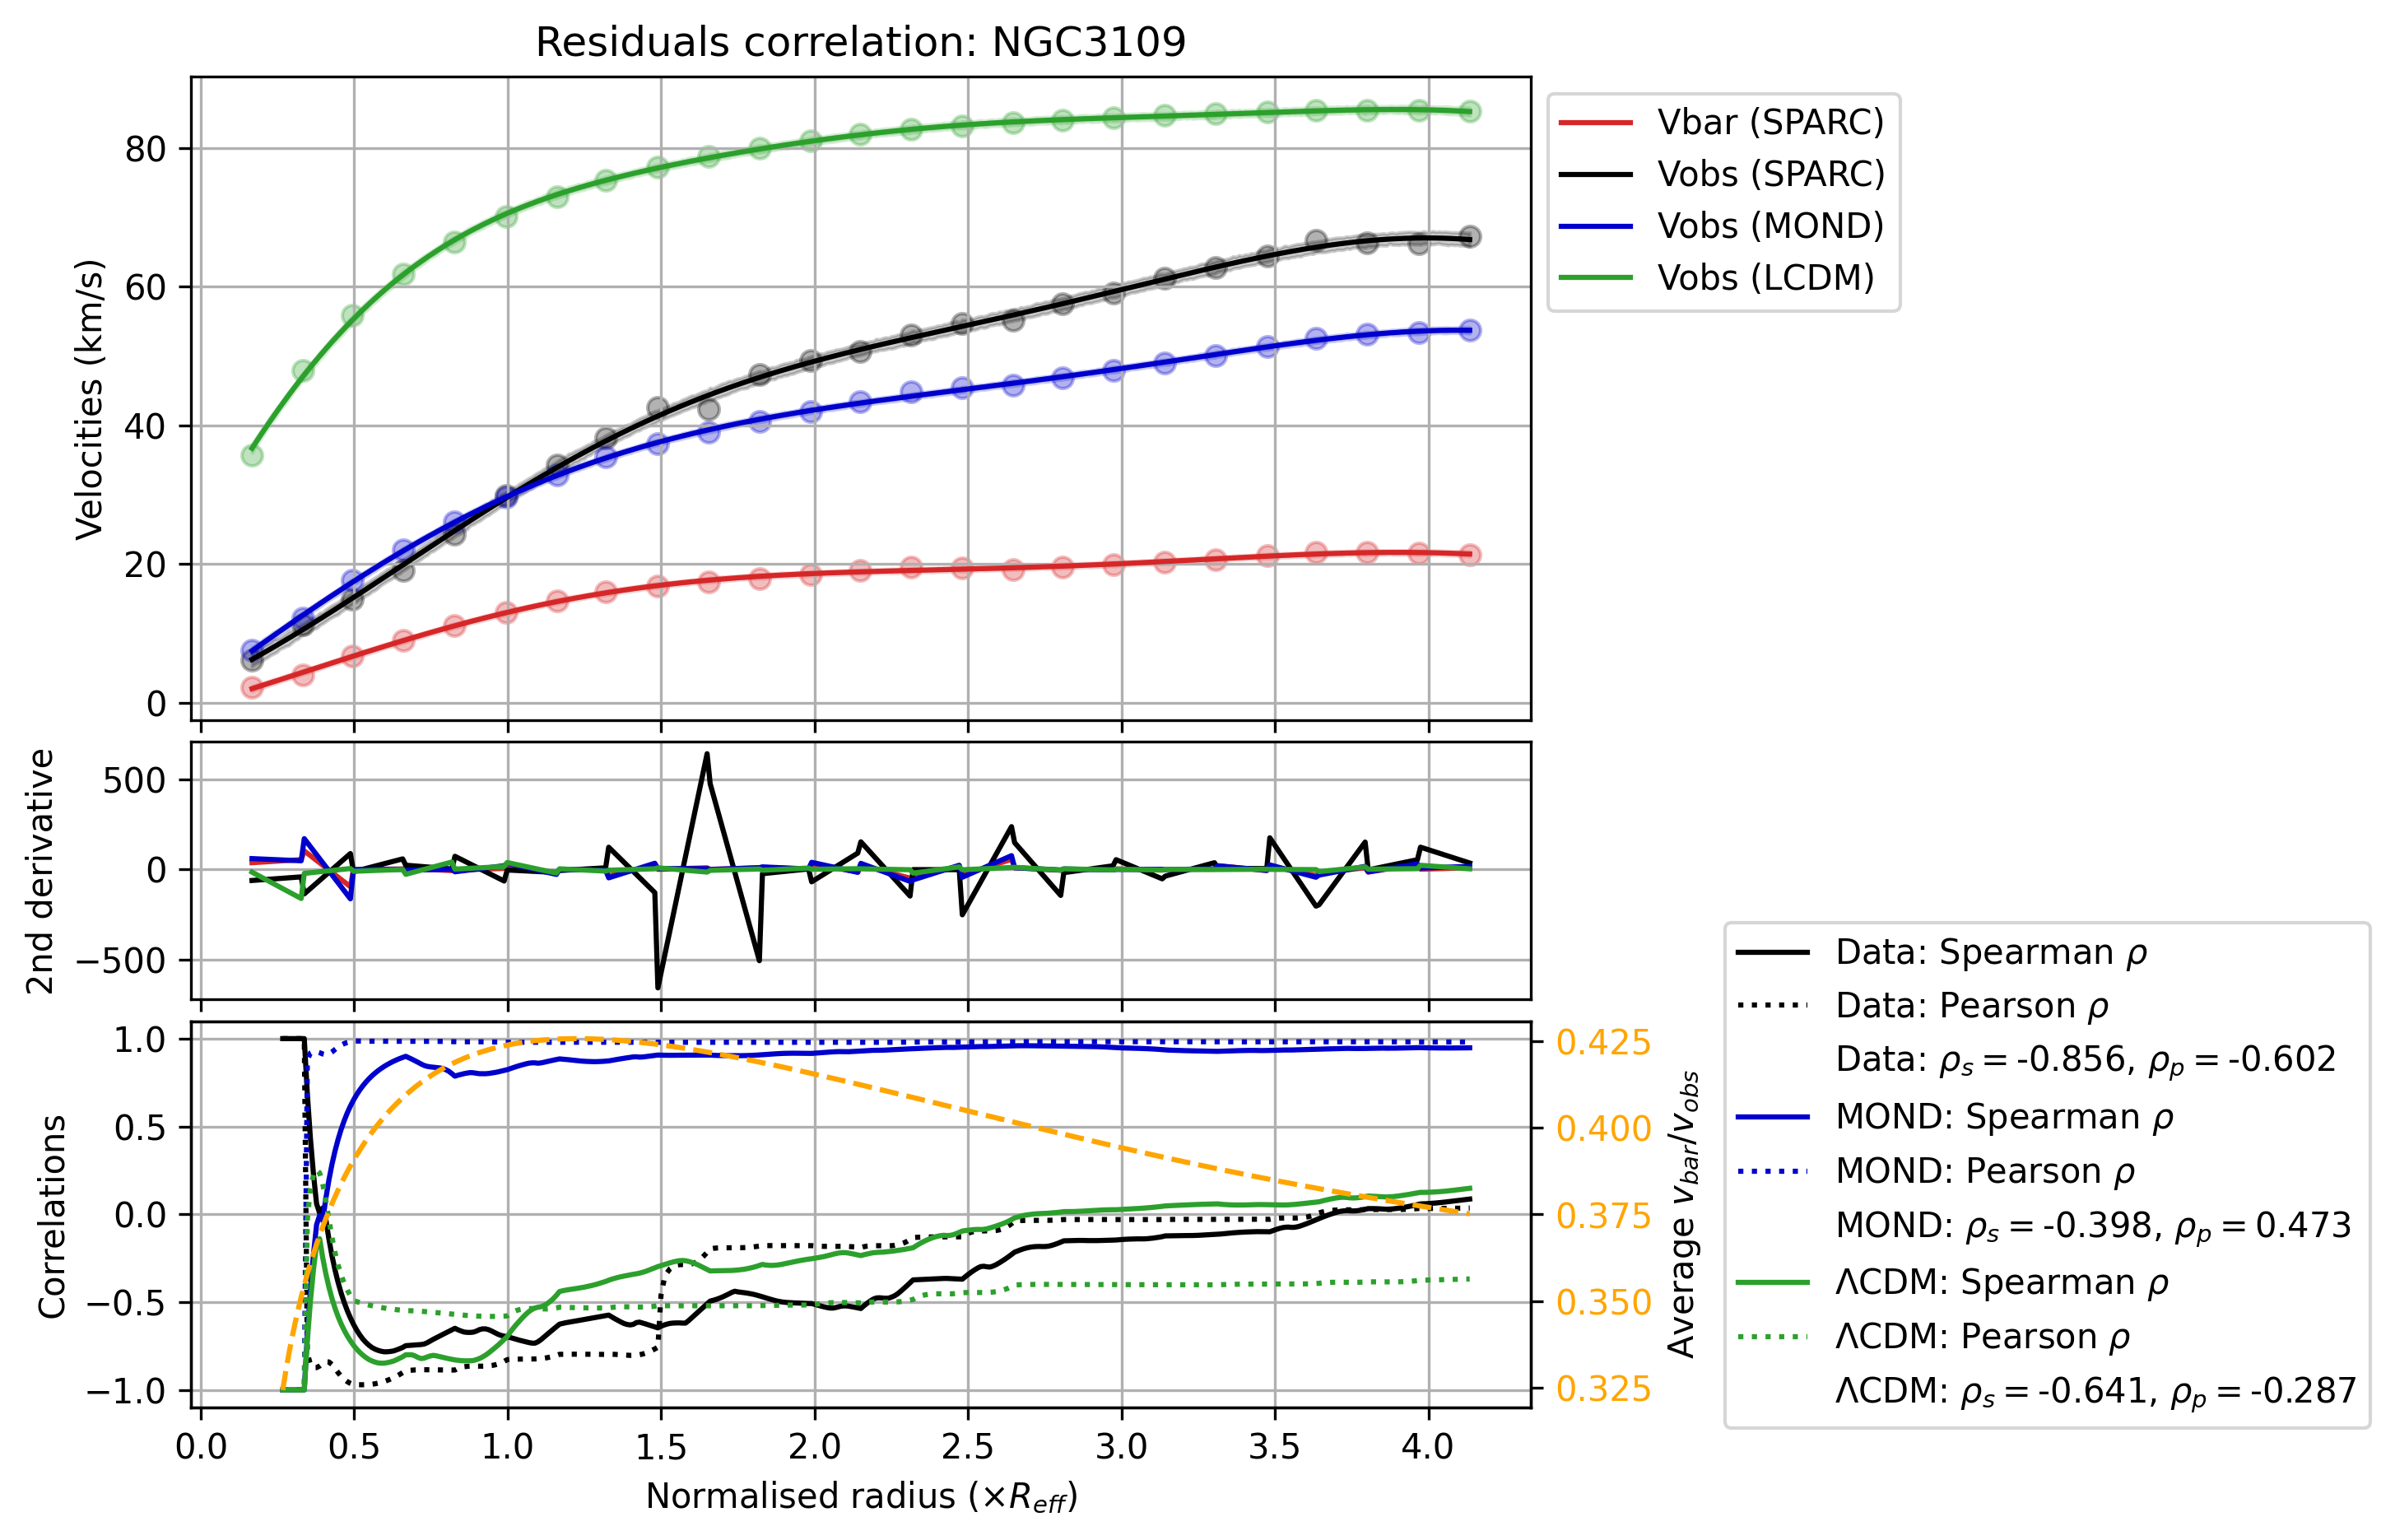 Residuals correlation: NGC3109
80
60
40
20
0
Velocities (km/s)
Vbar (SPARC)
Vobs (SPARC)
Vobs (MOND)
Vobs (LCDM)
500
0
−500
2nd derivative
1.0
0.5
0.0
−0.5
−1.0
Correlations
0.425
0.400
0.375
0.350
0.325
Average v_bar/v_obs
0.0 0.5 1.0 1.5 2.0 2.5 3.0 3.5 4.0
Normalised radius (×R_eff)
Data: Spearman ρ
Data: Pearson ρ
Data: ρ_s = -0.856, ρ_p = -0.602
MOND: Spearman ρ
MOND: Pearson ρ
MOND: ρ_s = -0.398, ρ_p = 0.473
ΛCDM: Spearman ρ
ΛCDM: Pearson ρ
ΛCDM: ρ_s = -0.641, ρ_p = -0.287